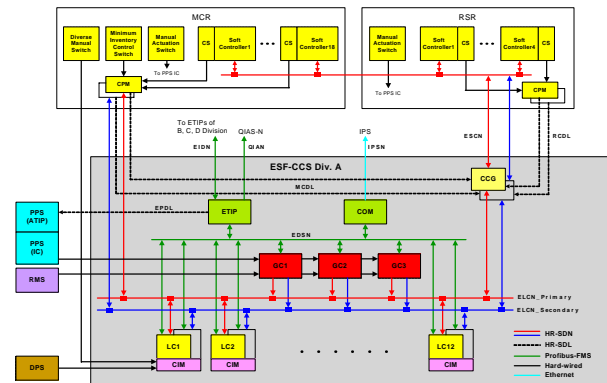 MCR
RSR
Diverse
Manual
Switch
Minimum
Inventory
Control
Switch
Manual
Actuation
Switch
CS
Soft
Controller1
Soft
Controller18
CS
Manual
Actuation
Switch
CS
Soft
Controller1
Soft
Controller4
CS
To PPS IC
To PPS IC
CPM
CPM
To ETIPs of
B, C, D Division
QIAS-N
IPS
EIDN
QIAN
IPSN
ESCN
RCDL
ESF-CCS Div. A
MCDL
CCG
PPS
(ATIP)
EPDL
ETIP
COM
EDSN
PPS
(IC)
GC1
GC2
GC3
RMS
ELCN_Primary
ELCN_Secondary
LC1
CIM
LC2
CIM
LC12
CIM
DPS
HR-SDN
HR-SDL
Profibus-FMS
Hard-wired
Ethernet